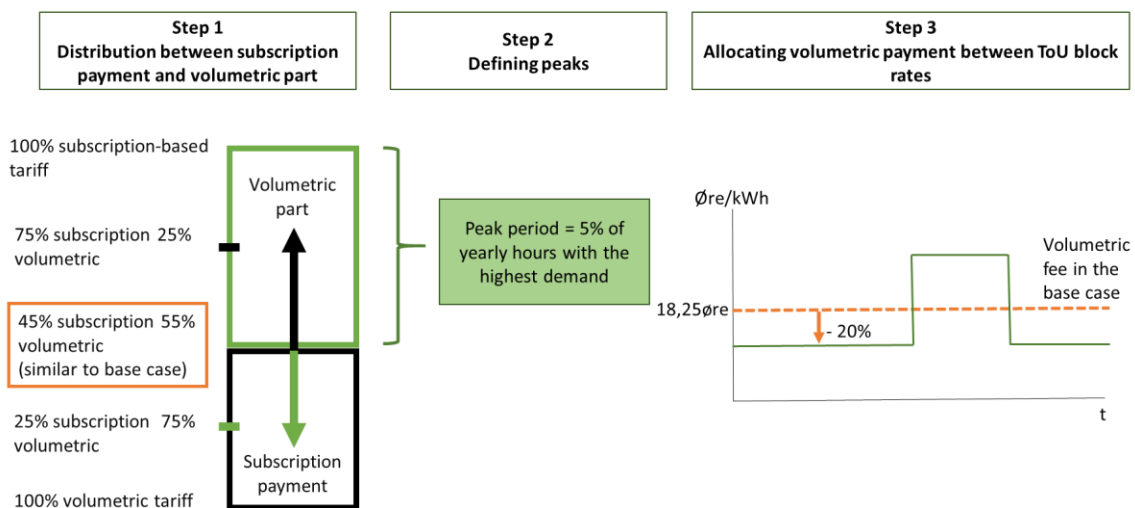 Step 1
Distribution between subscription
payment and volumetric part
Step 2
Defining peaks
Step 3
Allocating volumetric payment between ToU block
rates
100% subscription-based
tariff
75% subscription 25%
volumetric
45% subscription 55%
volumetric
(similar to base case)
25% subscription 75%
volumetric
100% volumetric tariff
Volumetric
part
Subscription
payment
Peak period = 5% of
yearly hours with the
highest demand
Øre/kWh
18,25øre
- 20%
Volumetric
fee in the
base case
t